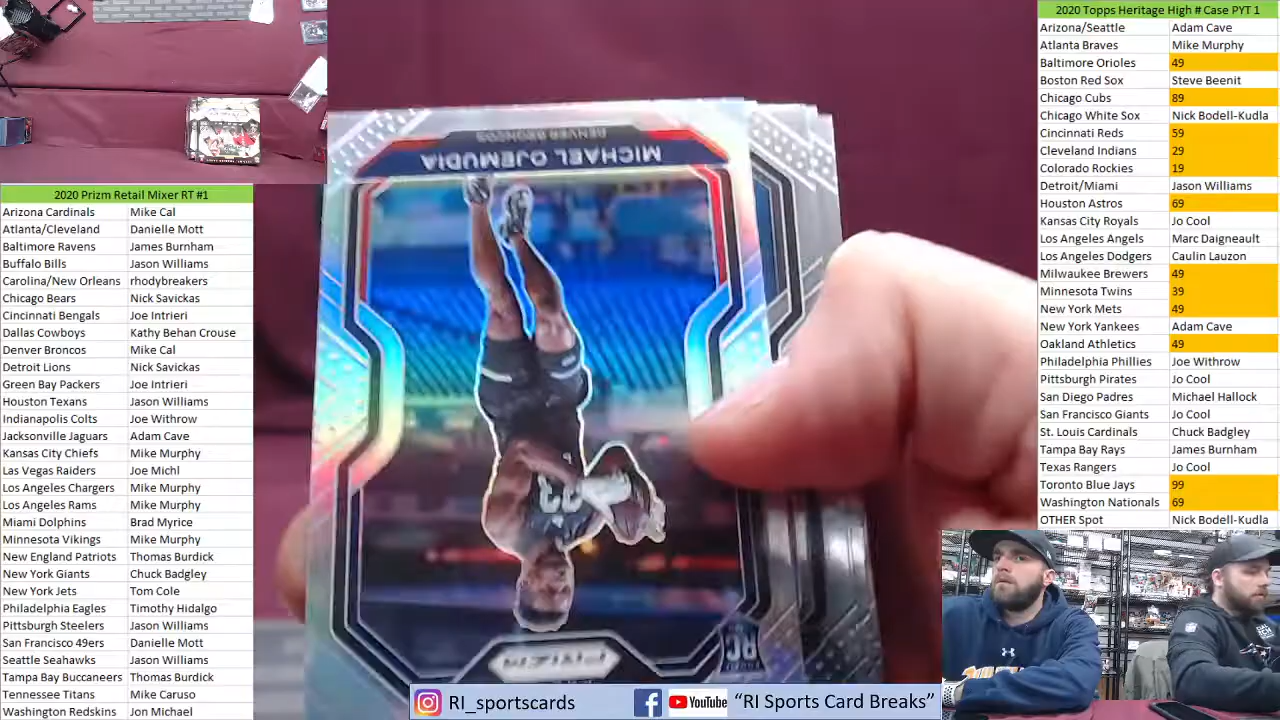 2020 Prizm Retail Mixer RT #1
Arizona Cardinals Mike Cal
Atlanta/Cleveland Danielle Mott
Baltimore Ravens James Burnham
Buffalo Bills Jason Williams
Carolina/New Orleans rhodybreakers
Chicago Bears Nick Savickas
Cincinnati Bengals Joe Intrieri
Dallas Cowboys Kathy Behan Crouse
Denver Broncos Mike Cal
Detroit Lions Nick Savickas
Green Bay Packers Joe Intrieri
Houston Texans Jason Williams
Indianapolis Colts Joe Withrow
Jacksonville Jaguars Adam Cave
Kansas City Chiefs Mike Murphy
Las Vegas Raiders Joe Michl
Los Angeles Chargers Mike Murphy
Los Angeles Rams Mike Murphy
Miami Dolphins Brad Myrice
Minnesota Vikings Mike Murphy
New England Patriots Thomas Burdick
New York Giants Chuck Badgley
New York Jets Tom Cole
Philadelphia Eagles Timothy Hidalgo
Pittsburgh Steelers Jason Williams
San Francisco 49ers Danielle Mott
Seattle Seahawks Jason Williams
Tampa Bay Buccaneers Thomas Burdick
Tennessee Titans Mike Caruso
Washington Redskins Jon Michael
DENVER BRONCOS
MICHAEL OJEMUDIA
23
PRIZM
RC
2020 Topps Heritage High # Case PYT 1
Arizona/Seattle Adam Cave
Atlanta Braves Mike Murphy
Baltimore Orioles 49
Boston Red Sox Steve Beenit
Chicago Cubs 89
Chicago White Sox Nick Bodell-Kudla
Cincinnati Reds 59
Cleveland Indians 29
Colorado Rockies 19
Detroit/Miami Jason Williams
Houston Astros 69
Kansas City Royals Jo Cool
Los Angeles Angels Marc Daigneault
Los Angeles Dodgers Caulin Lauzon
Milwaukee Brewers 49
Minnesota Twins 39
New York Mets 49
New York Yankees Adam Cave
Oakland Athletics 49
Philadelphia Phillies Joe Withrow
Pittsburgh Pirates Jo Cool
San Diego Padres Michael Hallock
San Francisco Giants Jo Cool
St. Louis Cardinals Chuck Badgley
Tampa Bay Rays James Burnham
Texas Rangers Jo Cool
Toronto Blue Jays 99
Washington Nationals 69
OTHER Spot Nick Bodell-Kudla
RI_sportscards YouTube "RI Sports Card Breaks"